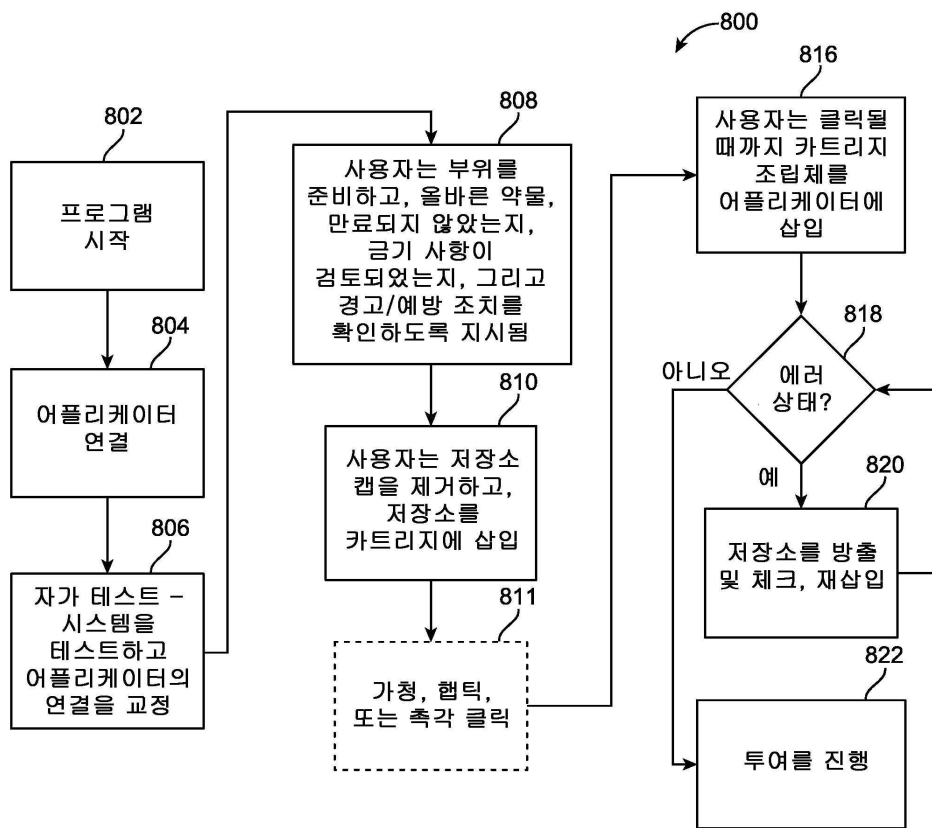 800
802
프로그램
시작
804
어플리케이터
연결
806
자가 테스트 –
시스템을
테스트하고
어플리케이터의
연결을 교정
808
사용자는 부위를
준비하고, 올바른 약물,
만료되지 않았는지,
금기 사항이
검토되었는지, 그리고
경고/예방 조치를
확인하도록 지시됨
810
사용자는 저장소
캡을 제거하고,
저장소를
카트리지에 삽입
811
가청, 햅틱,
또는 촉각 클릭
816
사용자는 클릭될
때까지 카트리지
조립체를
어플리케이터에
삽입
818
에러
상태?
아니오
예
820
저장소를 방출
및 체크, 재삽입
822
투여를 진행